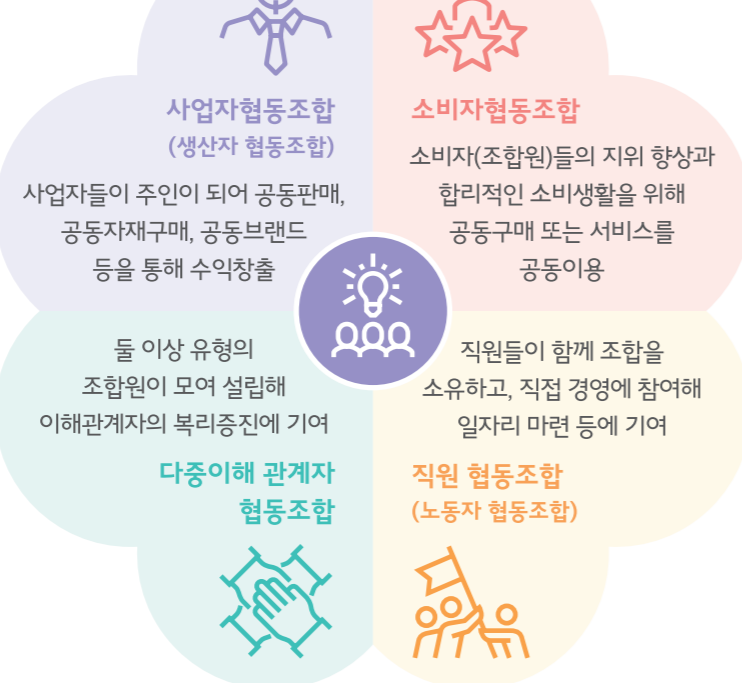 사업자협동조합
(생산자 협동조합)
사업자들이 주인이 되어 공동판매,
공동자재구매, 공동브랜드
등을 통해 수익창출
소비자협동조합
소비자(조합원)들의 지위 향상과
합리적인 소비생활을 위해
공동구매 또는 서비스를
공동이용
둘 이상 유형의
조합원이 모여 설립해
이해관계자의 복리증진에 기여
다중이해 관계자
협동조합
직원들이 함께 조합을
소유하고, 직접 경영에 참여해
일자리 마련 등에 기여
직원 협동조합
(노동자 협동조합)